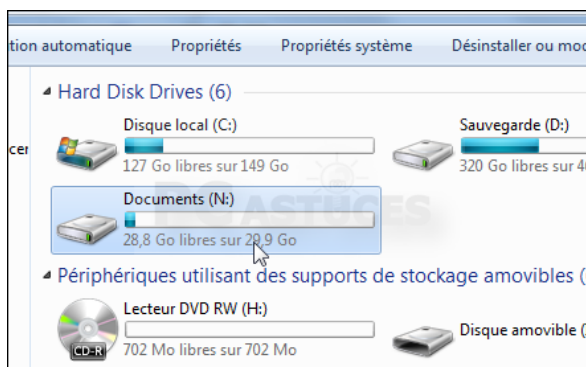 tion automatique Propriétés Propriétés système Désinstaller ou mod
Hard Disk Drives (6)
Disque local (C:) Sauvegarde (D:)
cer
127 Go libres sur 149 Go 320 Go libres sur 4
Documents (N:)
PC ASTUCES
28,8 Go libres sur 29,9 Go
Périphériques utilisant des supports de stockage amovibles (
Lecteur DVD RW (H:)
Disque amovible (
CD-R
702 Mo libres sur 702 Mo